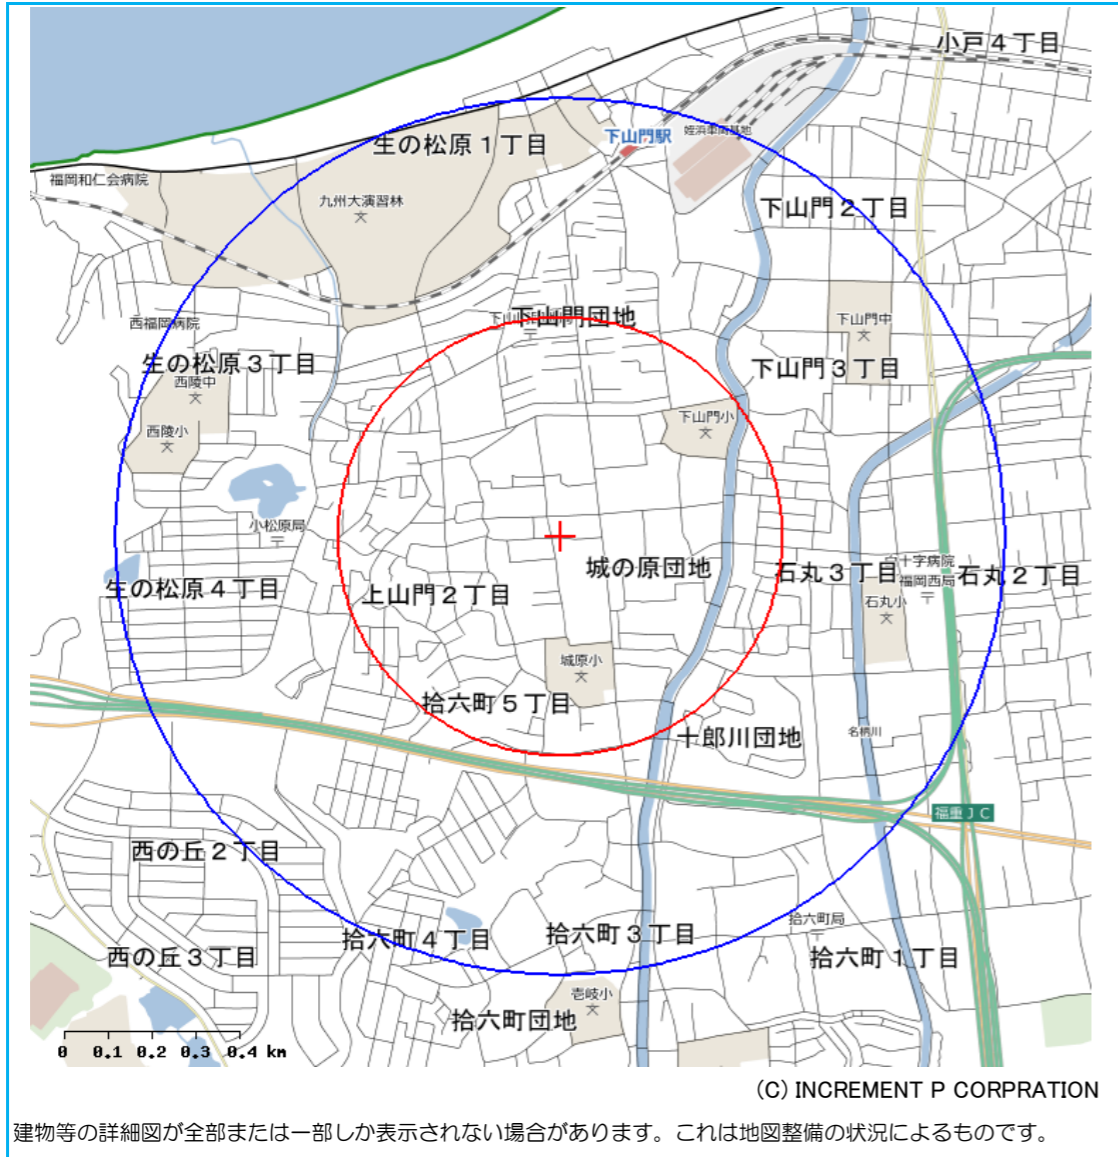 小戸４丁目
下山門駅
姪浜車両基地
生の松原１丁目
福岡和仁会病院
九州大演習林
下山門２丁目
西福岡病院
下山門団地
下山門中
生の松原３丁目
西陵中
下山門３丁目
下山門小
西陵小
小松原局
城の原団地
石丸３丁目
十字病院
福岡西局
石丸２丁目
生の松原４丁目
上山門２丁目
石丸小
城原小
拾六町５丁目
十郎川団地
名柄川
福重ＪＣ
西の丘２丁目
拾六町４丁目
拾六町３丁目
拾六町局
西の丘３丁目
拾六町１丁目
壱岐小
拾六町団地
0 0.1 0.2 0.3 0.4 km
(C) INCREMENT P CORPRATION
建物等の詳細図が全部または一部しか表示されない場合があります。これは地図整備の状況によるものです。